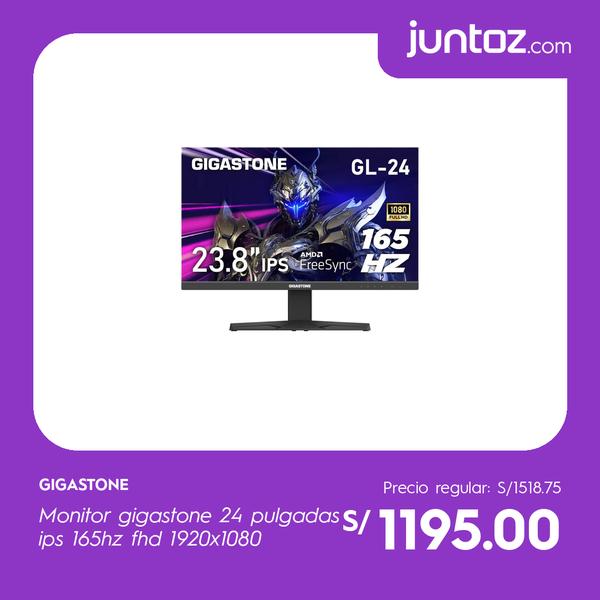 juntoz.com
GIGASTONE
GL-24
1080
FULL HD
165
HZ
23.8" IPS
AMD
FreeSync
GIGASTONE
GIGASTONE
Monitor gigastone 24 pulgadas
ips 165hz fhd 1920x1080
Precio regular: S/1518.75
S/ 1195.00